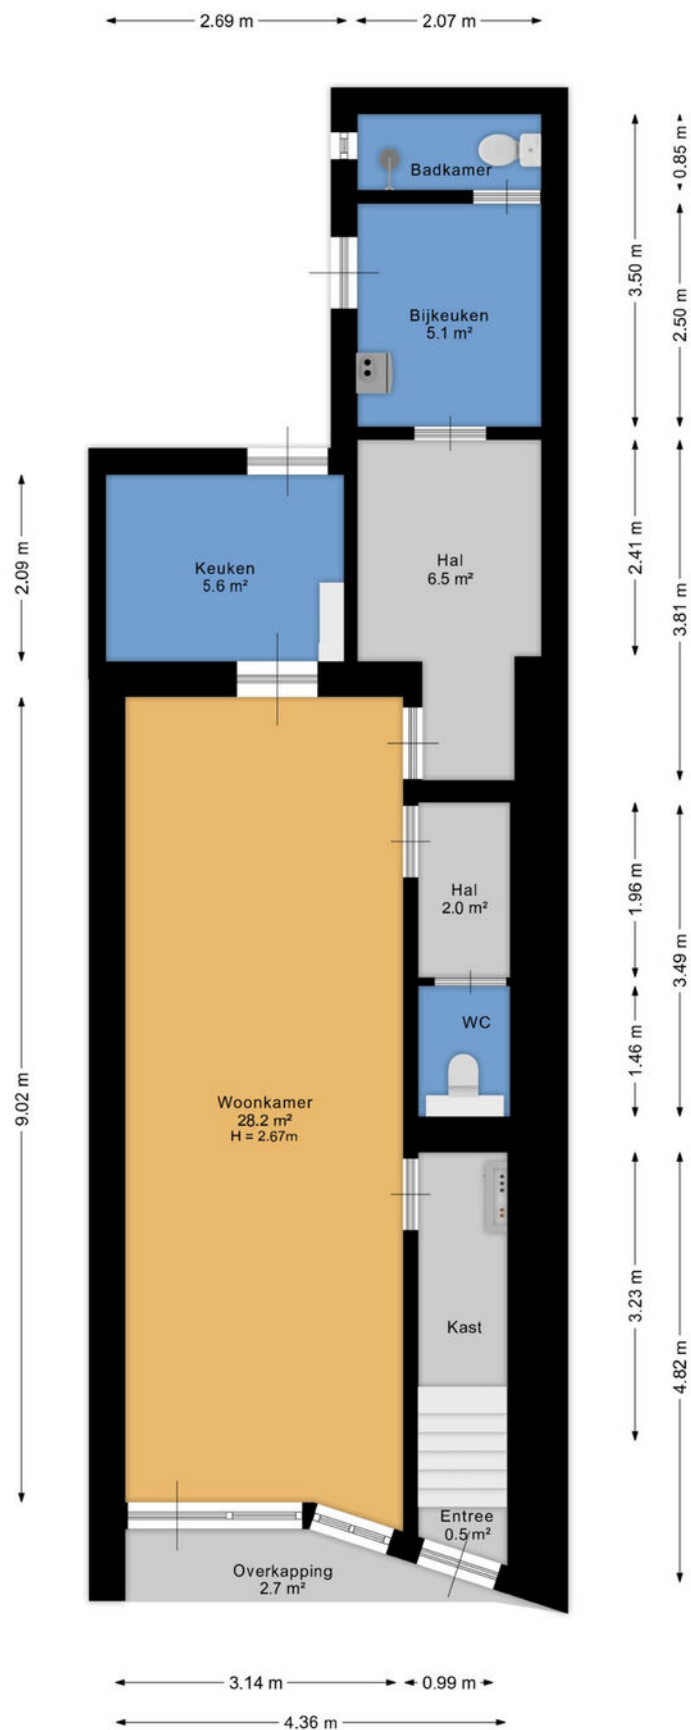 2.69 m
2.07 m
Badkamer
0.85 m
3.50 m
2.50 m
Bijkeuken
5.1 m²
Keuken
5.6 m²
2.09 m
Hal
6.5 m²
2.41 m
3.81 m
Hal
2.0 m²
1.96 m
3.49 m
WC
1.46 m
9.02 m
Woonkamer
28.2 m²
H = 2.67m
Kast
3.23 m
4.82 m
Entree
0.5 m²
Overkapping
2.7 m²
3.14 m
0.99 m
4.36 m